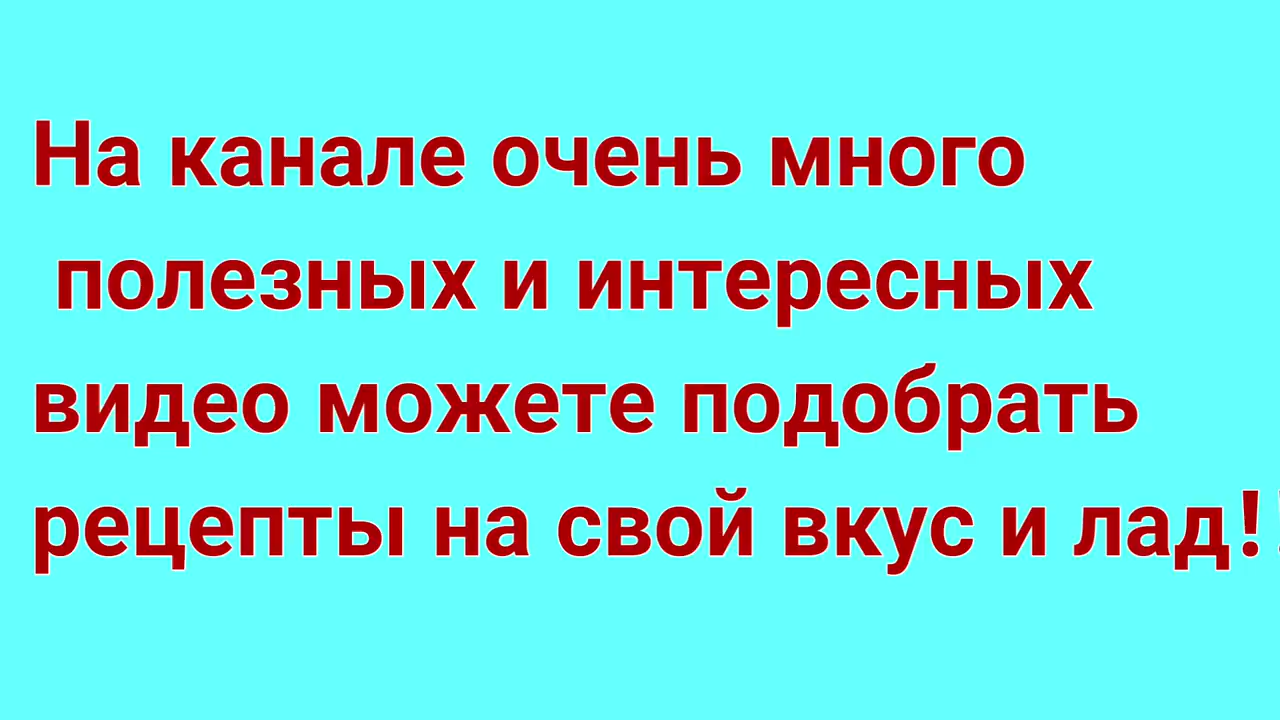 На канале очень много
полезных и интересных
видео можете подобрать
рецепты на свой вкус и лад!